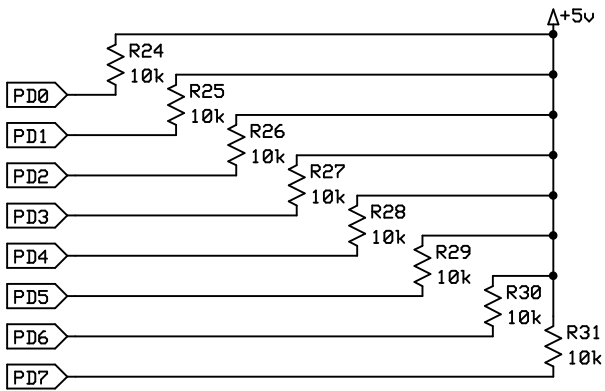 +5v
R24
10k
PD0
R25
10k
PD1
R26
10k
PD2
R27
10k
PD3
R28
10k
PD4
R29
10k
PD5
R30
10k
PD6
R31
10k
PD7